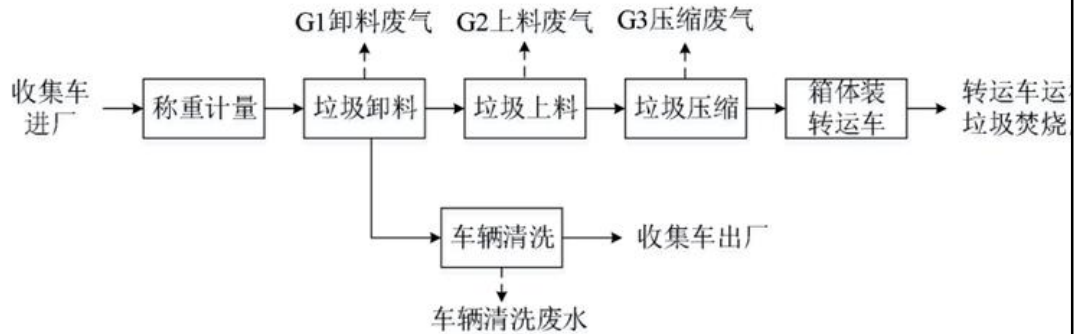 G1卸料废气
G2上料废气
G3压缩废气
收集车
进厂
称重计量
垃圾卸料
垃圾上料
垃圾压缩
箱体装
转运车
转运车运
垃圾焚烧
车辆清洗
收集车出厂
车辆清洗废水